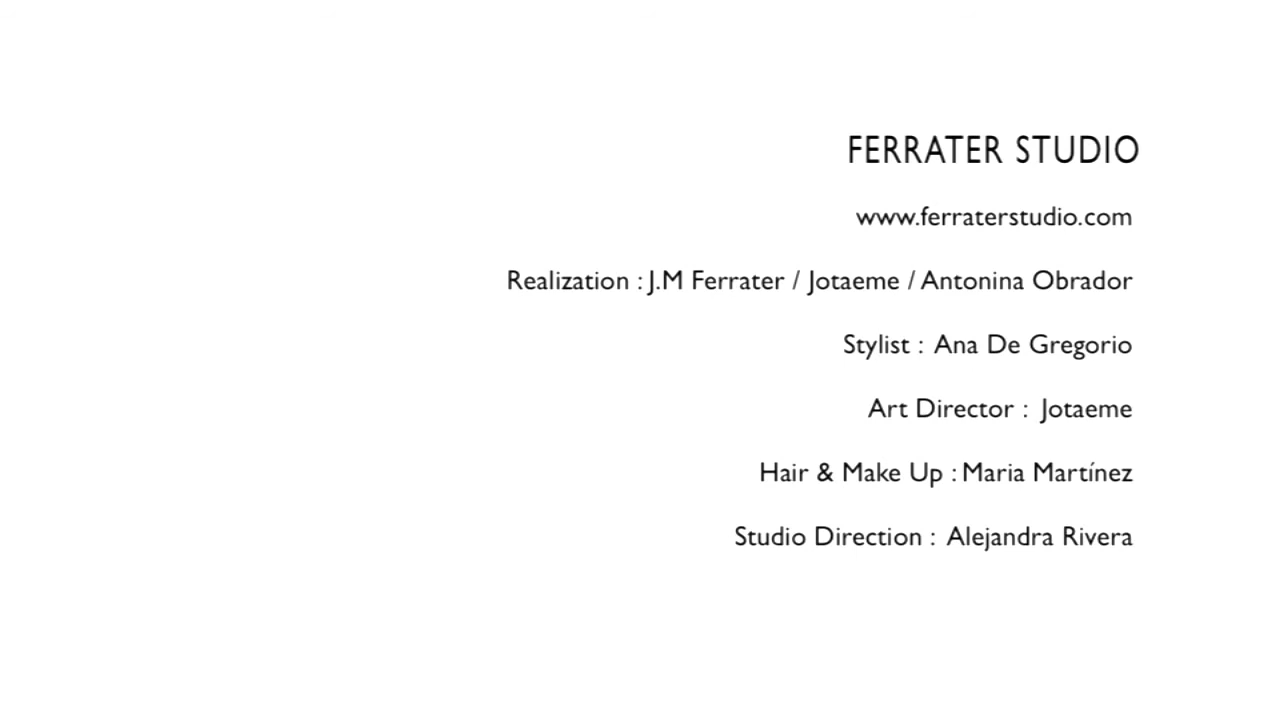 FERRATER STUDIO
www.ferraterstudio.com
Realization : J.M Ferrater / Jotaeme / Antonina Obrador
Stylist : Ana De Gregorio
Art Director : Jotaeme
Hair & Make Up : Maria Martínez
Studio Direction : Alejandra Rivera